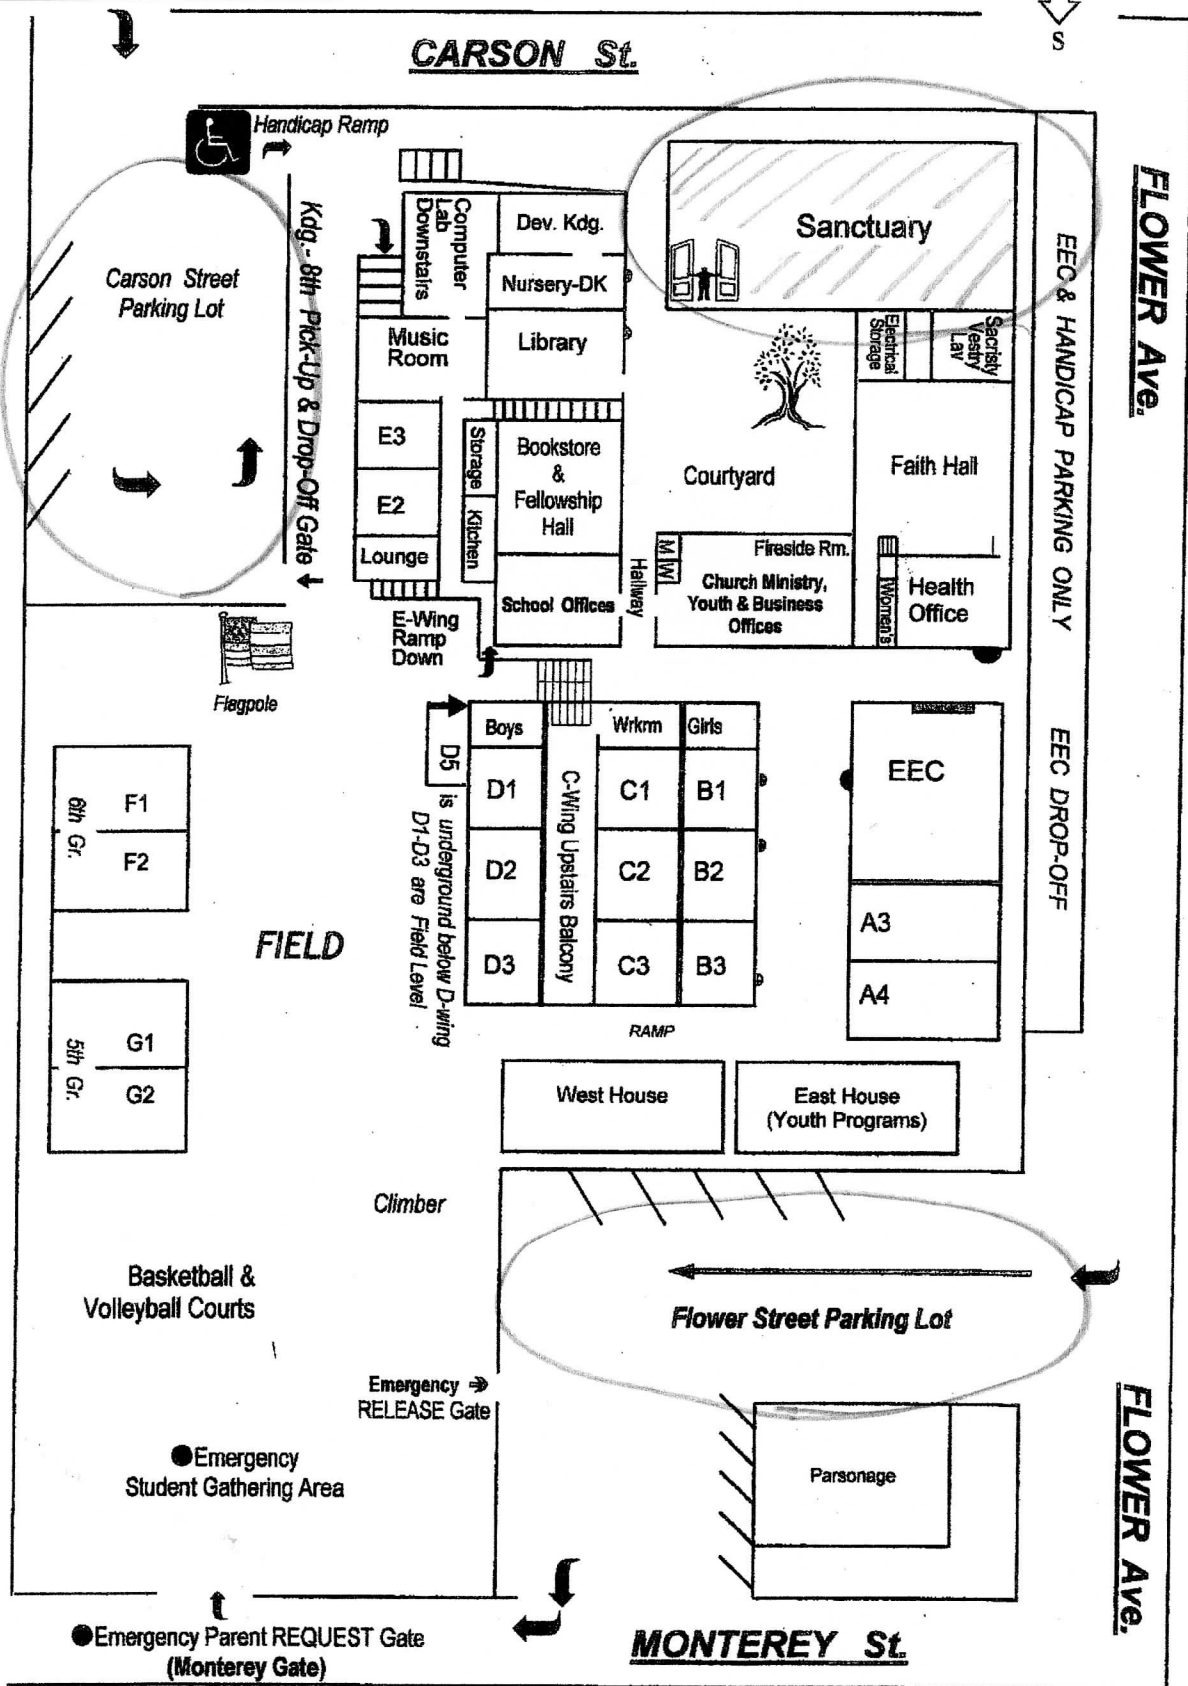 S
CARSON St.
Handicap Ramp
FLOWER Ave.
Kdg.- 8th Pick-Up & Drop-Off Gate
Carson Street
Parking Lot
Computer
Lab
Downstairs
Dev. Kdg.
Nursery-DK
Library
Music
Room
Sanctuary
Electrical
Storage
Sacristy
Vestry
Lav
EEC & HANDICAP PARKING ONLY
EEC DROP-OFF
E3
E2
Lounge
Storage
Kitchen
Bookstore
&
Fellowship
Hall
School Offices
Hallway
Courtyard
Faith Hall
M
W
Fireside Rm.
Church Ministry,
Youth & Business
Offices
Women's
Health
Office
E-Wing
Ramp
Down
Flagpole
Boys
Wrkrm
Girls
D5
is underground below D-wing
D1-D3 are Field Level
D1
D2
D3
C-Wing Upstairs Balcony
C1
C2
C3
B1
B2
B3
EEC
A3
A4
F1
F2
6th Gr.
FIELD
G1
G2
5th Gr.
RAMP
West House
East House
(Youth Programs)
Climber
Basketball &
Volleyball Courts
Flower Street Parking Lot
Emergency
RELEASE Gate
Emergency
Student Gathering Area
Parsonage
FLOWER Ave.
Emergency Parent REQUEST Gate
(Monterey Gate)
MONTEREY St.